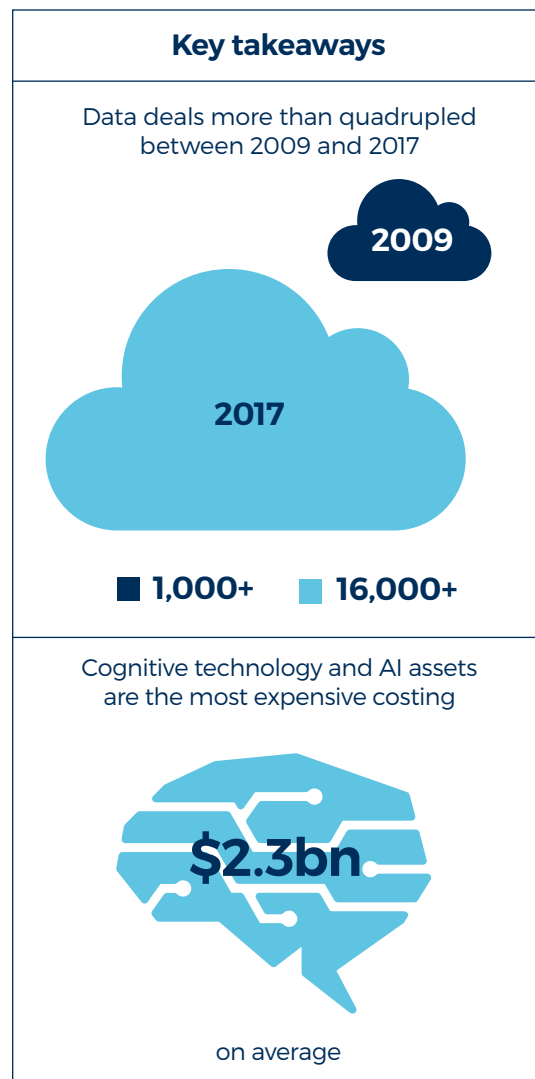 Key takeaways
Data deals more than quadrupled
between 2009 and 2017
2009
2017
1,000+ 16,000+
Cognitive technology and AI assets
are the most expensive costing
$2.3bn
on average